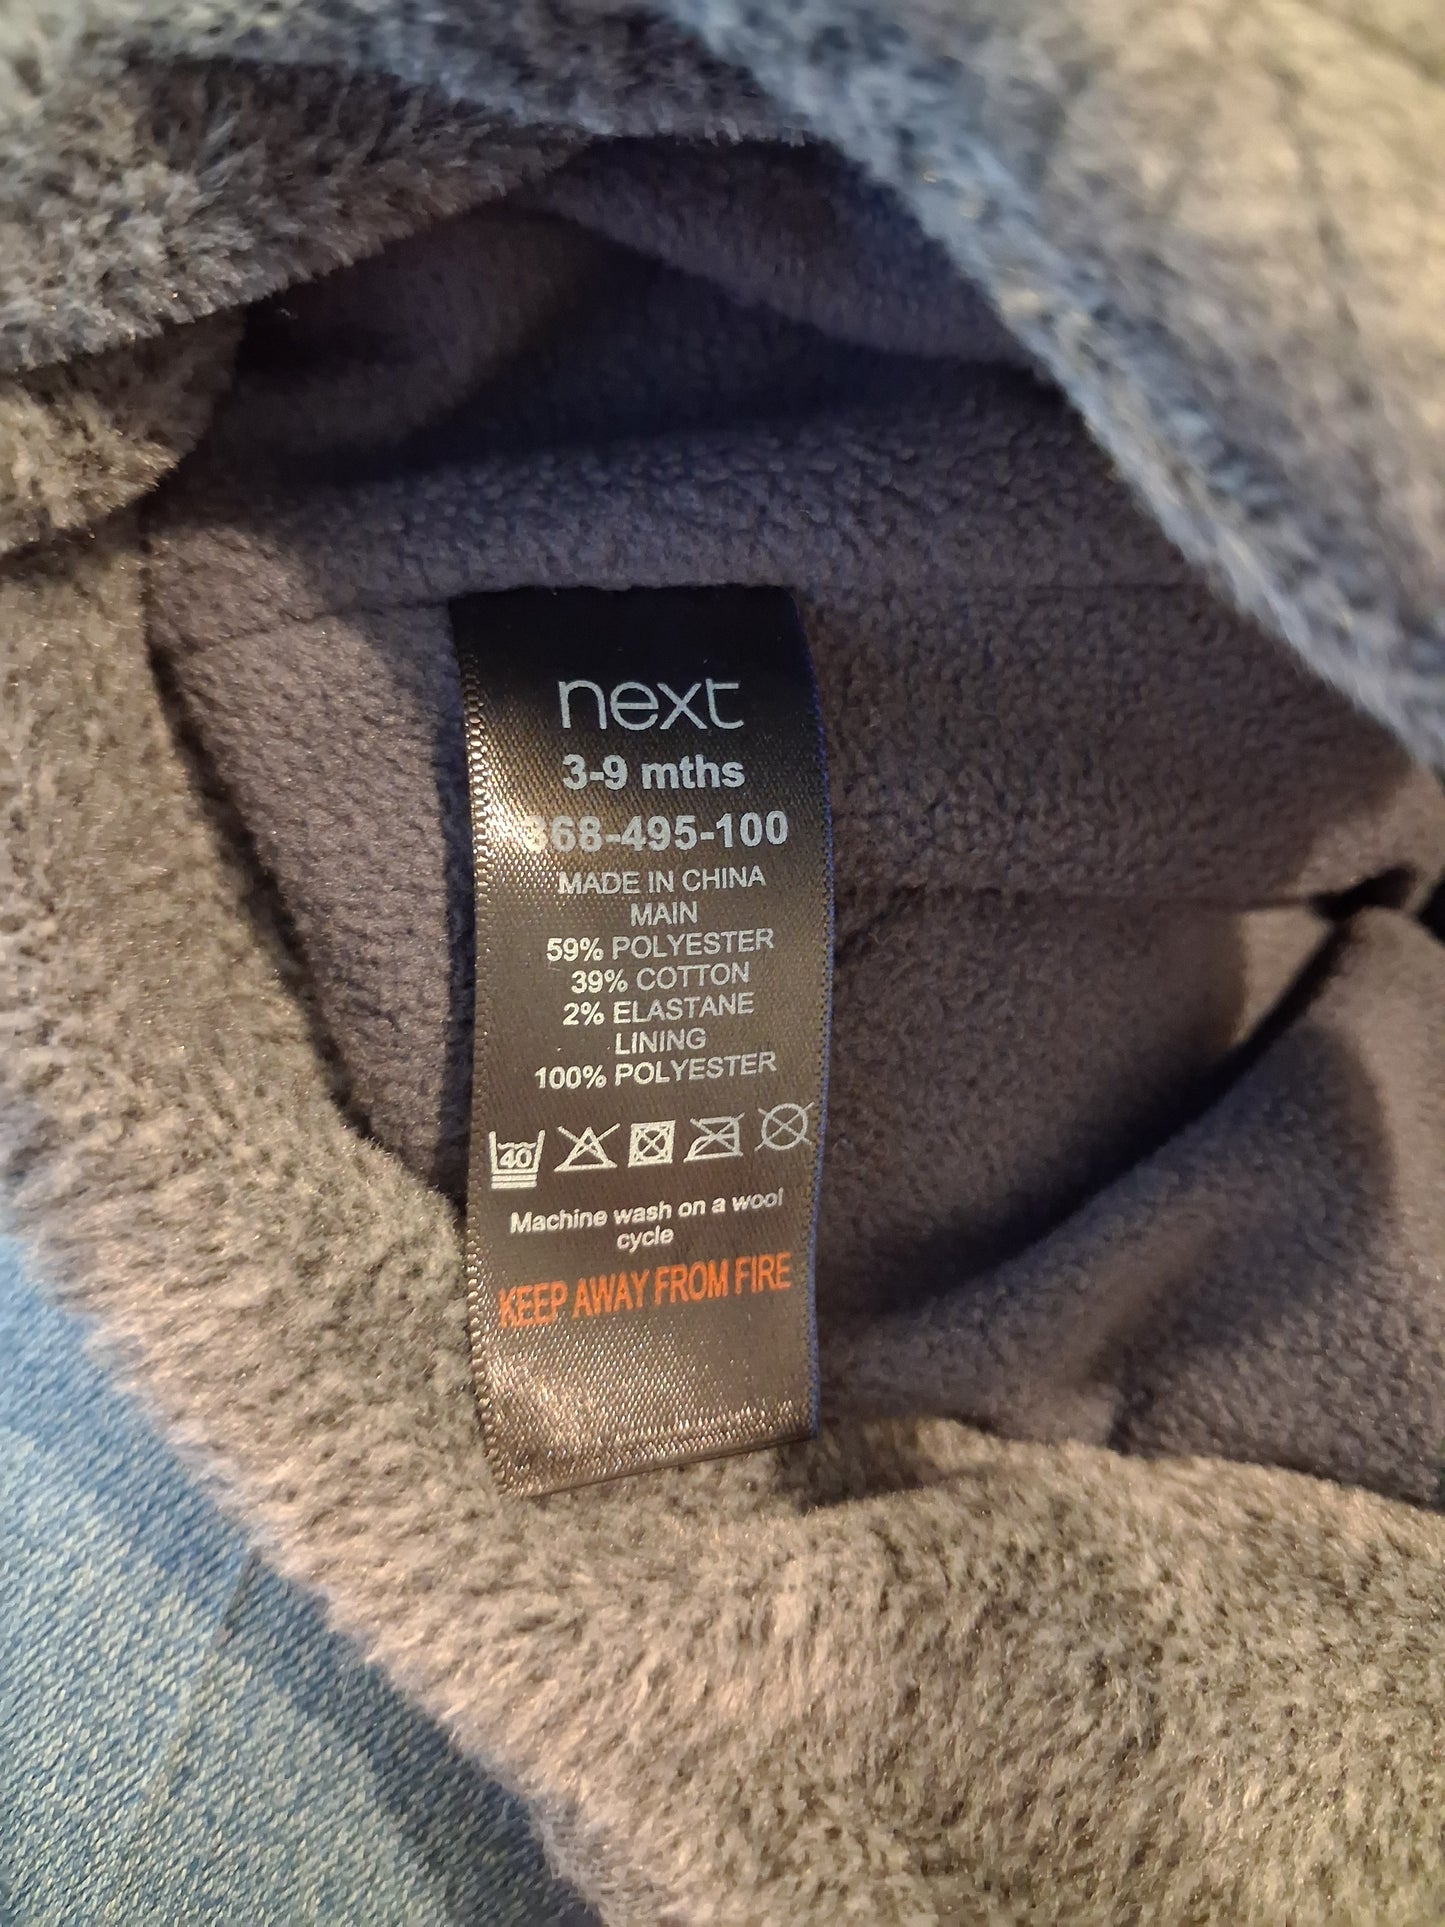 next
3-9 mths
368-495-100
MADE IN CHINA
MAIN
59% POLYESTER
39% COTTON
2% ELASTANE
LINING
100% POLYESTER
40
Machine wash on a wool
cycle
KEEP AWAY FROM FIRE